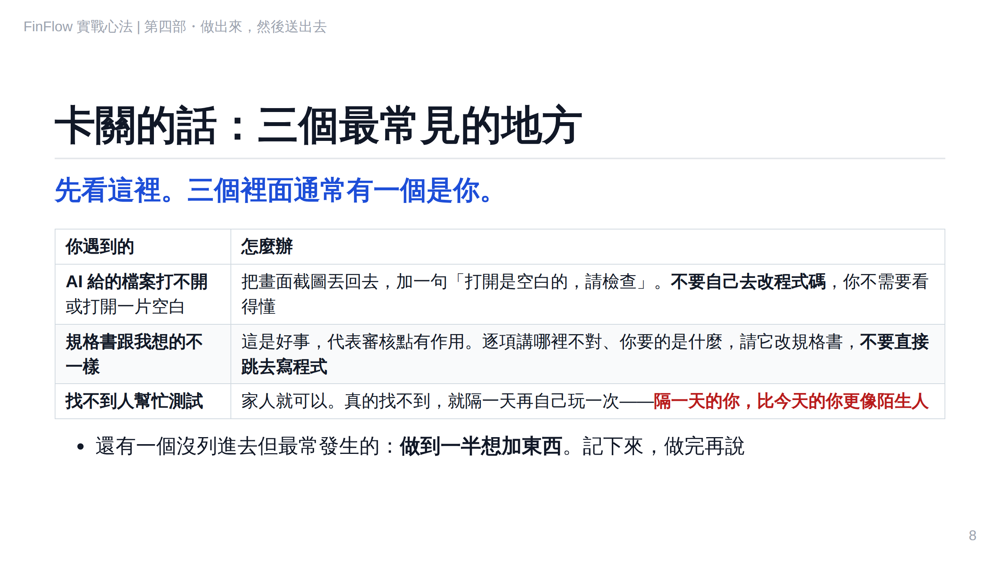 FinFlow 實戰心法 | 第四部・做出來，然後送出去
卡關的話：三個最常見的地方
先看這裡。三個裡面通常有一個是你。
你遇到的
怎麼辦
AI 給的檔案打不開
或打開一片空白
把畫面截圖丟回去，加一句「打開是空白的，請檢查」。不要自己去改程式碼，你不需要看
得懂
規格書跟我想的不
一樣
這是好事，代表審核點有作用。逐項講哪裡不對、你要的是什麼，請它改規格書，不要直接
跳去寫程式
找不到人幫忙測試
家人就可以。真的找不到，就隔一天再自己玩一次——隔一天的你，比今天的你更像陌生人
• 還有一個沒列進去但最常發生的：做到一半想加東西。記下來，做完再說
8